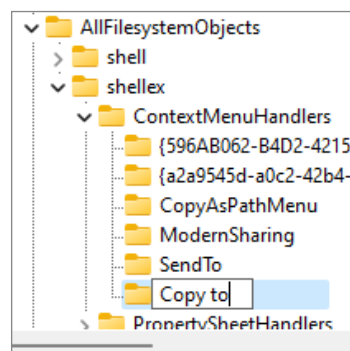 AllFilesystemObjects
shell
shellex
ContextMenuHandlers
{596AB062-B4D2-4215
{a2a9545d-a0c2-42b4-
CopyAsPathMenu
ModernSharing
SendTo
Copy to
PropertySheetHandlers